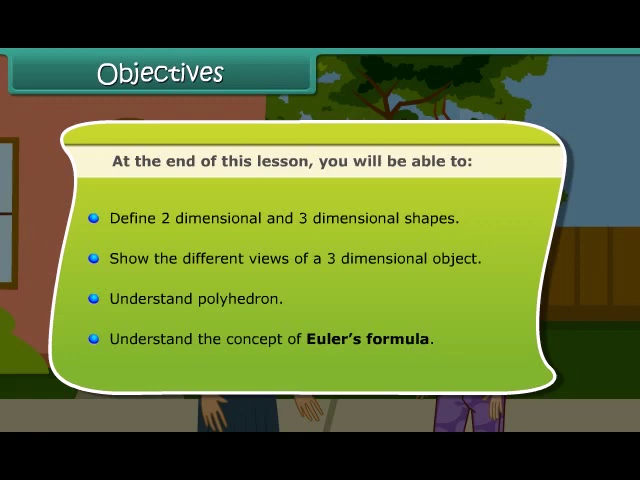 Objectives
At the end of this lesson, you will be able to:
Define 2 dimensional and 3 dimensional shapes.
Show the different views of a 3 dimensional object.
Understand polyhedron.
Understand the concept of Euler’s formula.